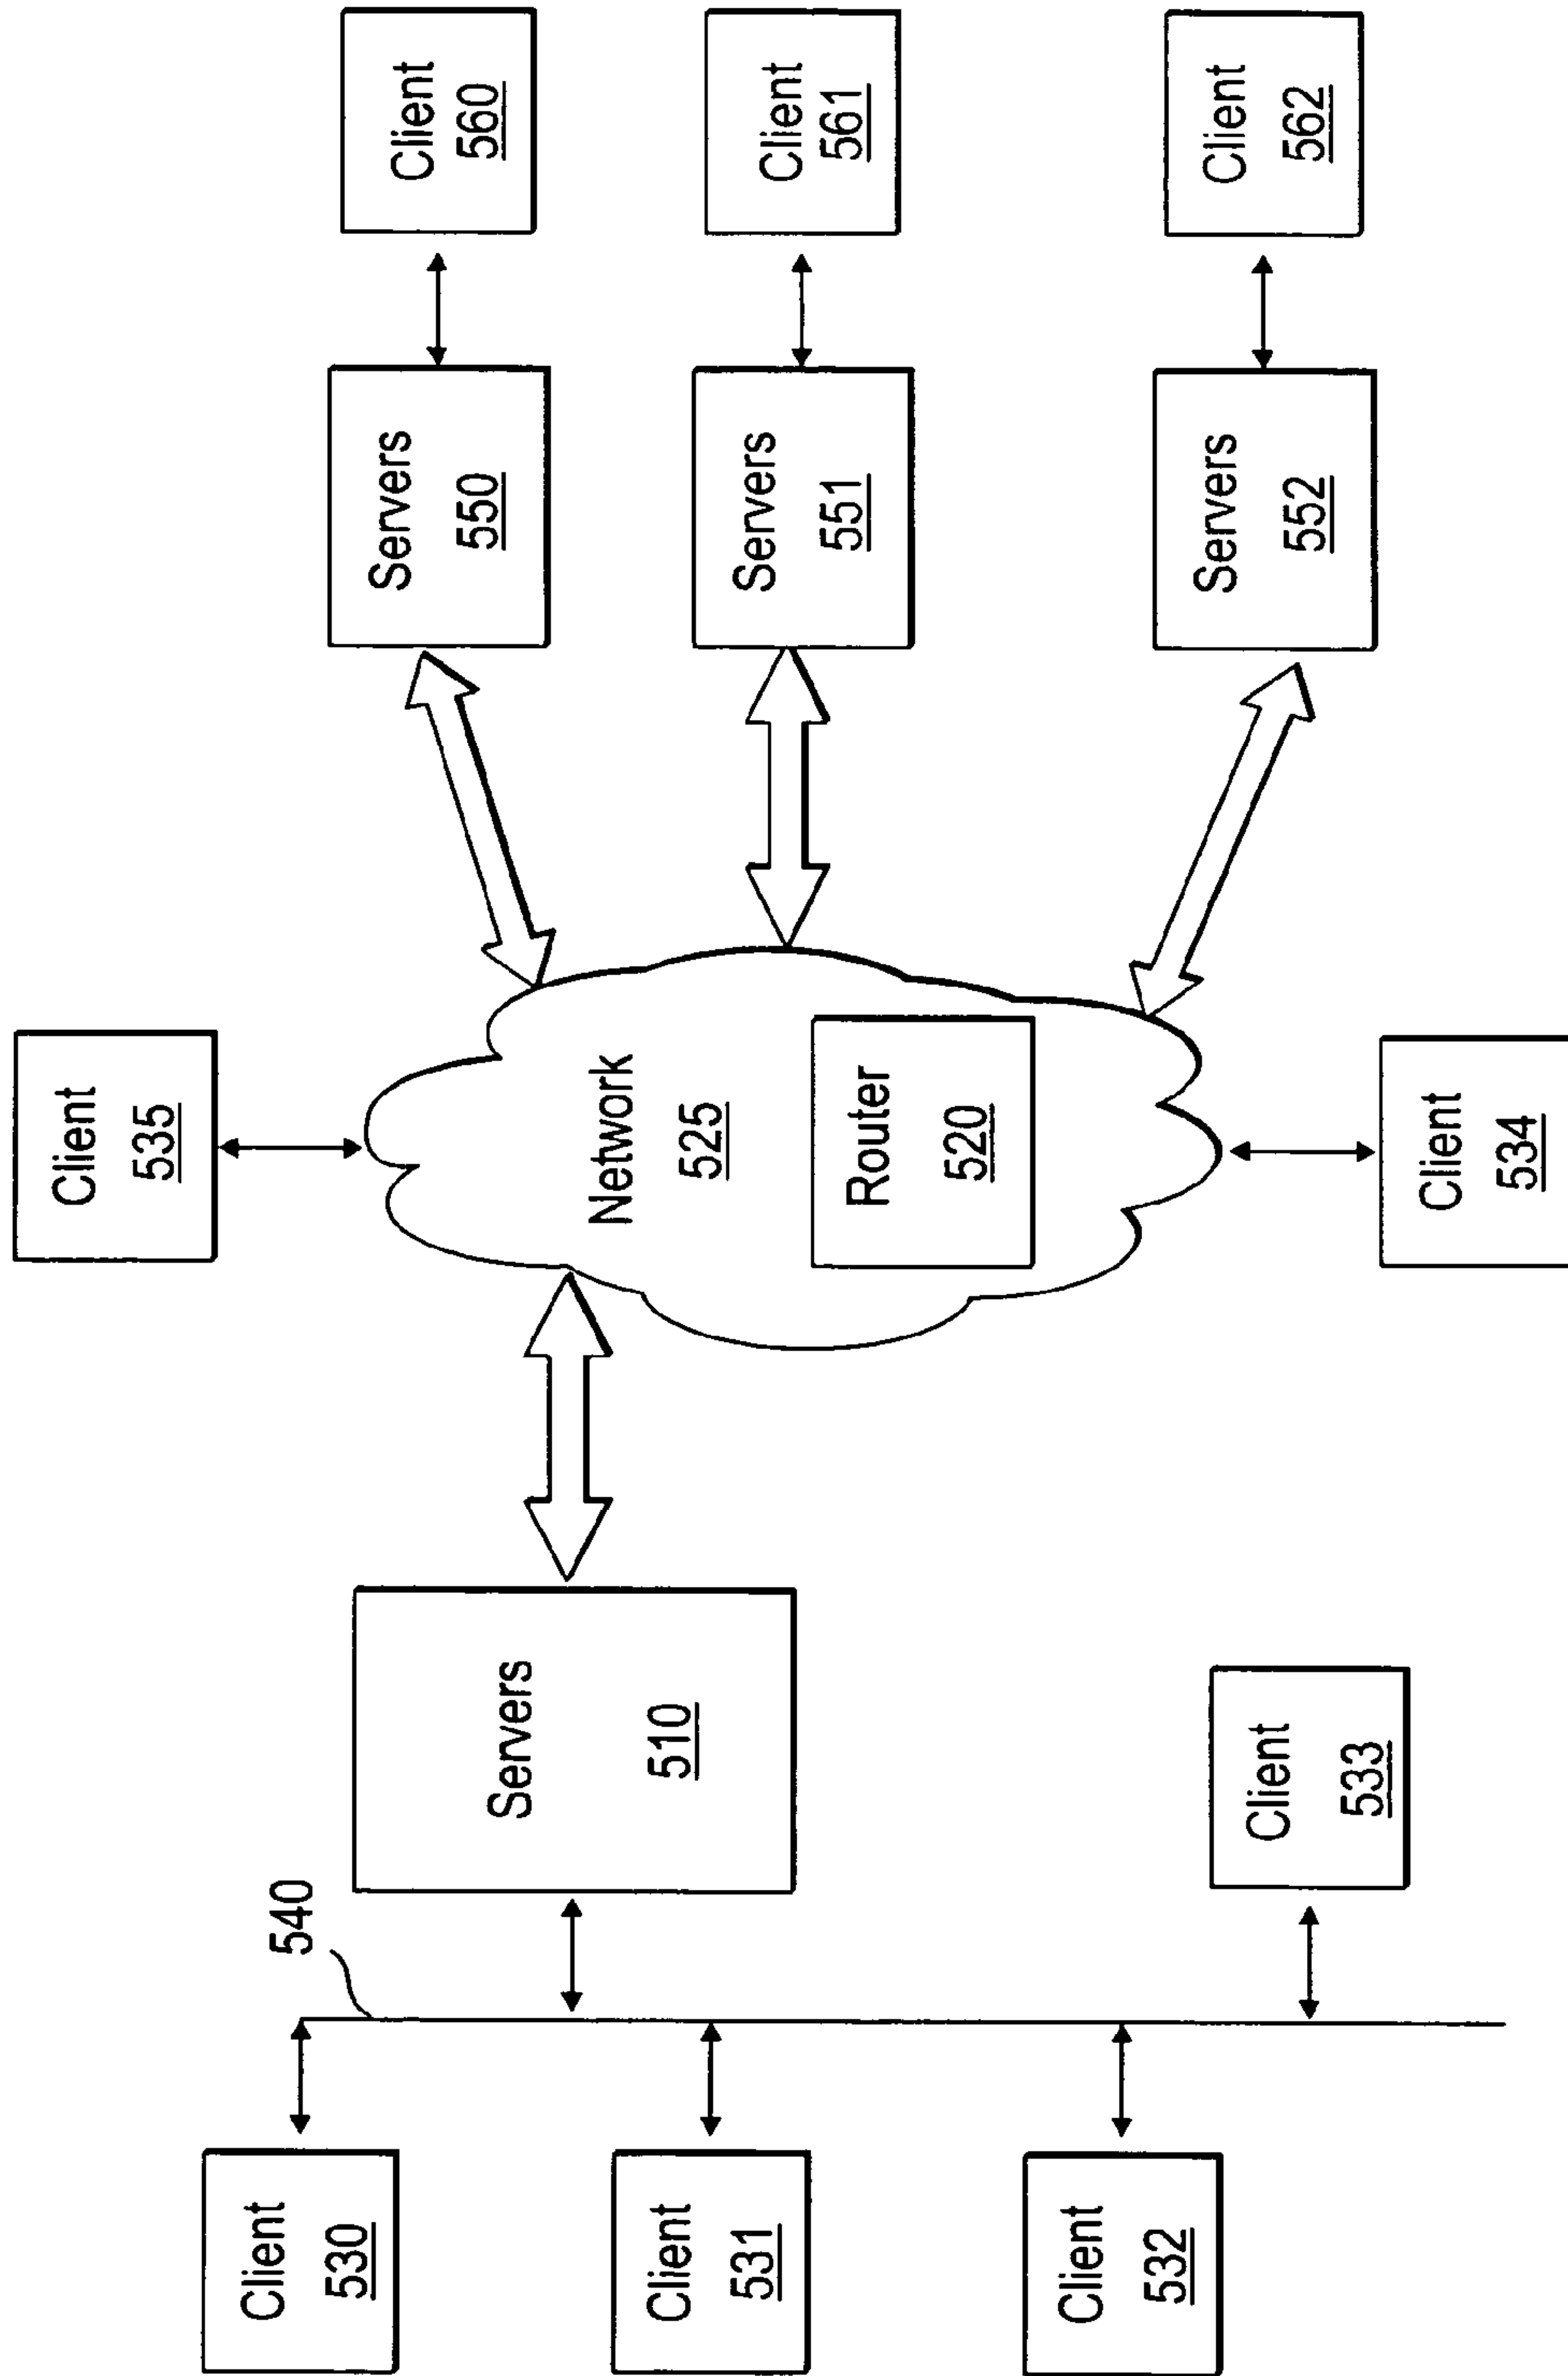 Client
535
Client
530
540
Servers
510
Network
525
Servers
550
Client
560
Client
531
Router
520
Servers
551
Client
561
Client
532
Client
533
Servers
552
Client
562
Client
534